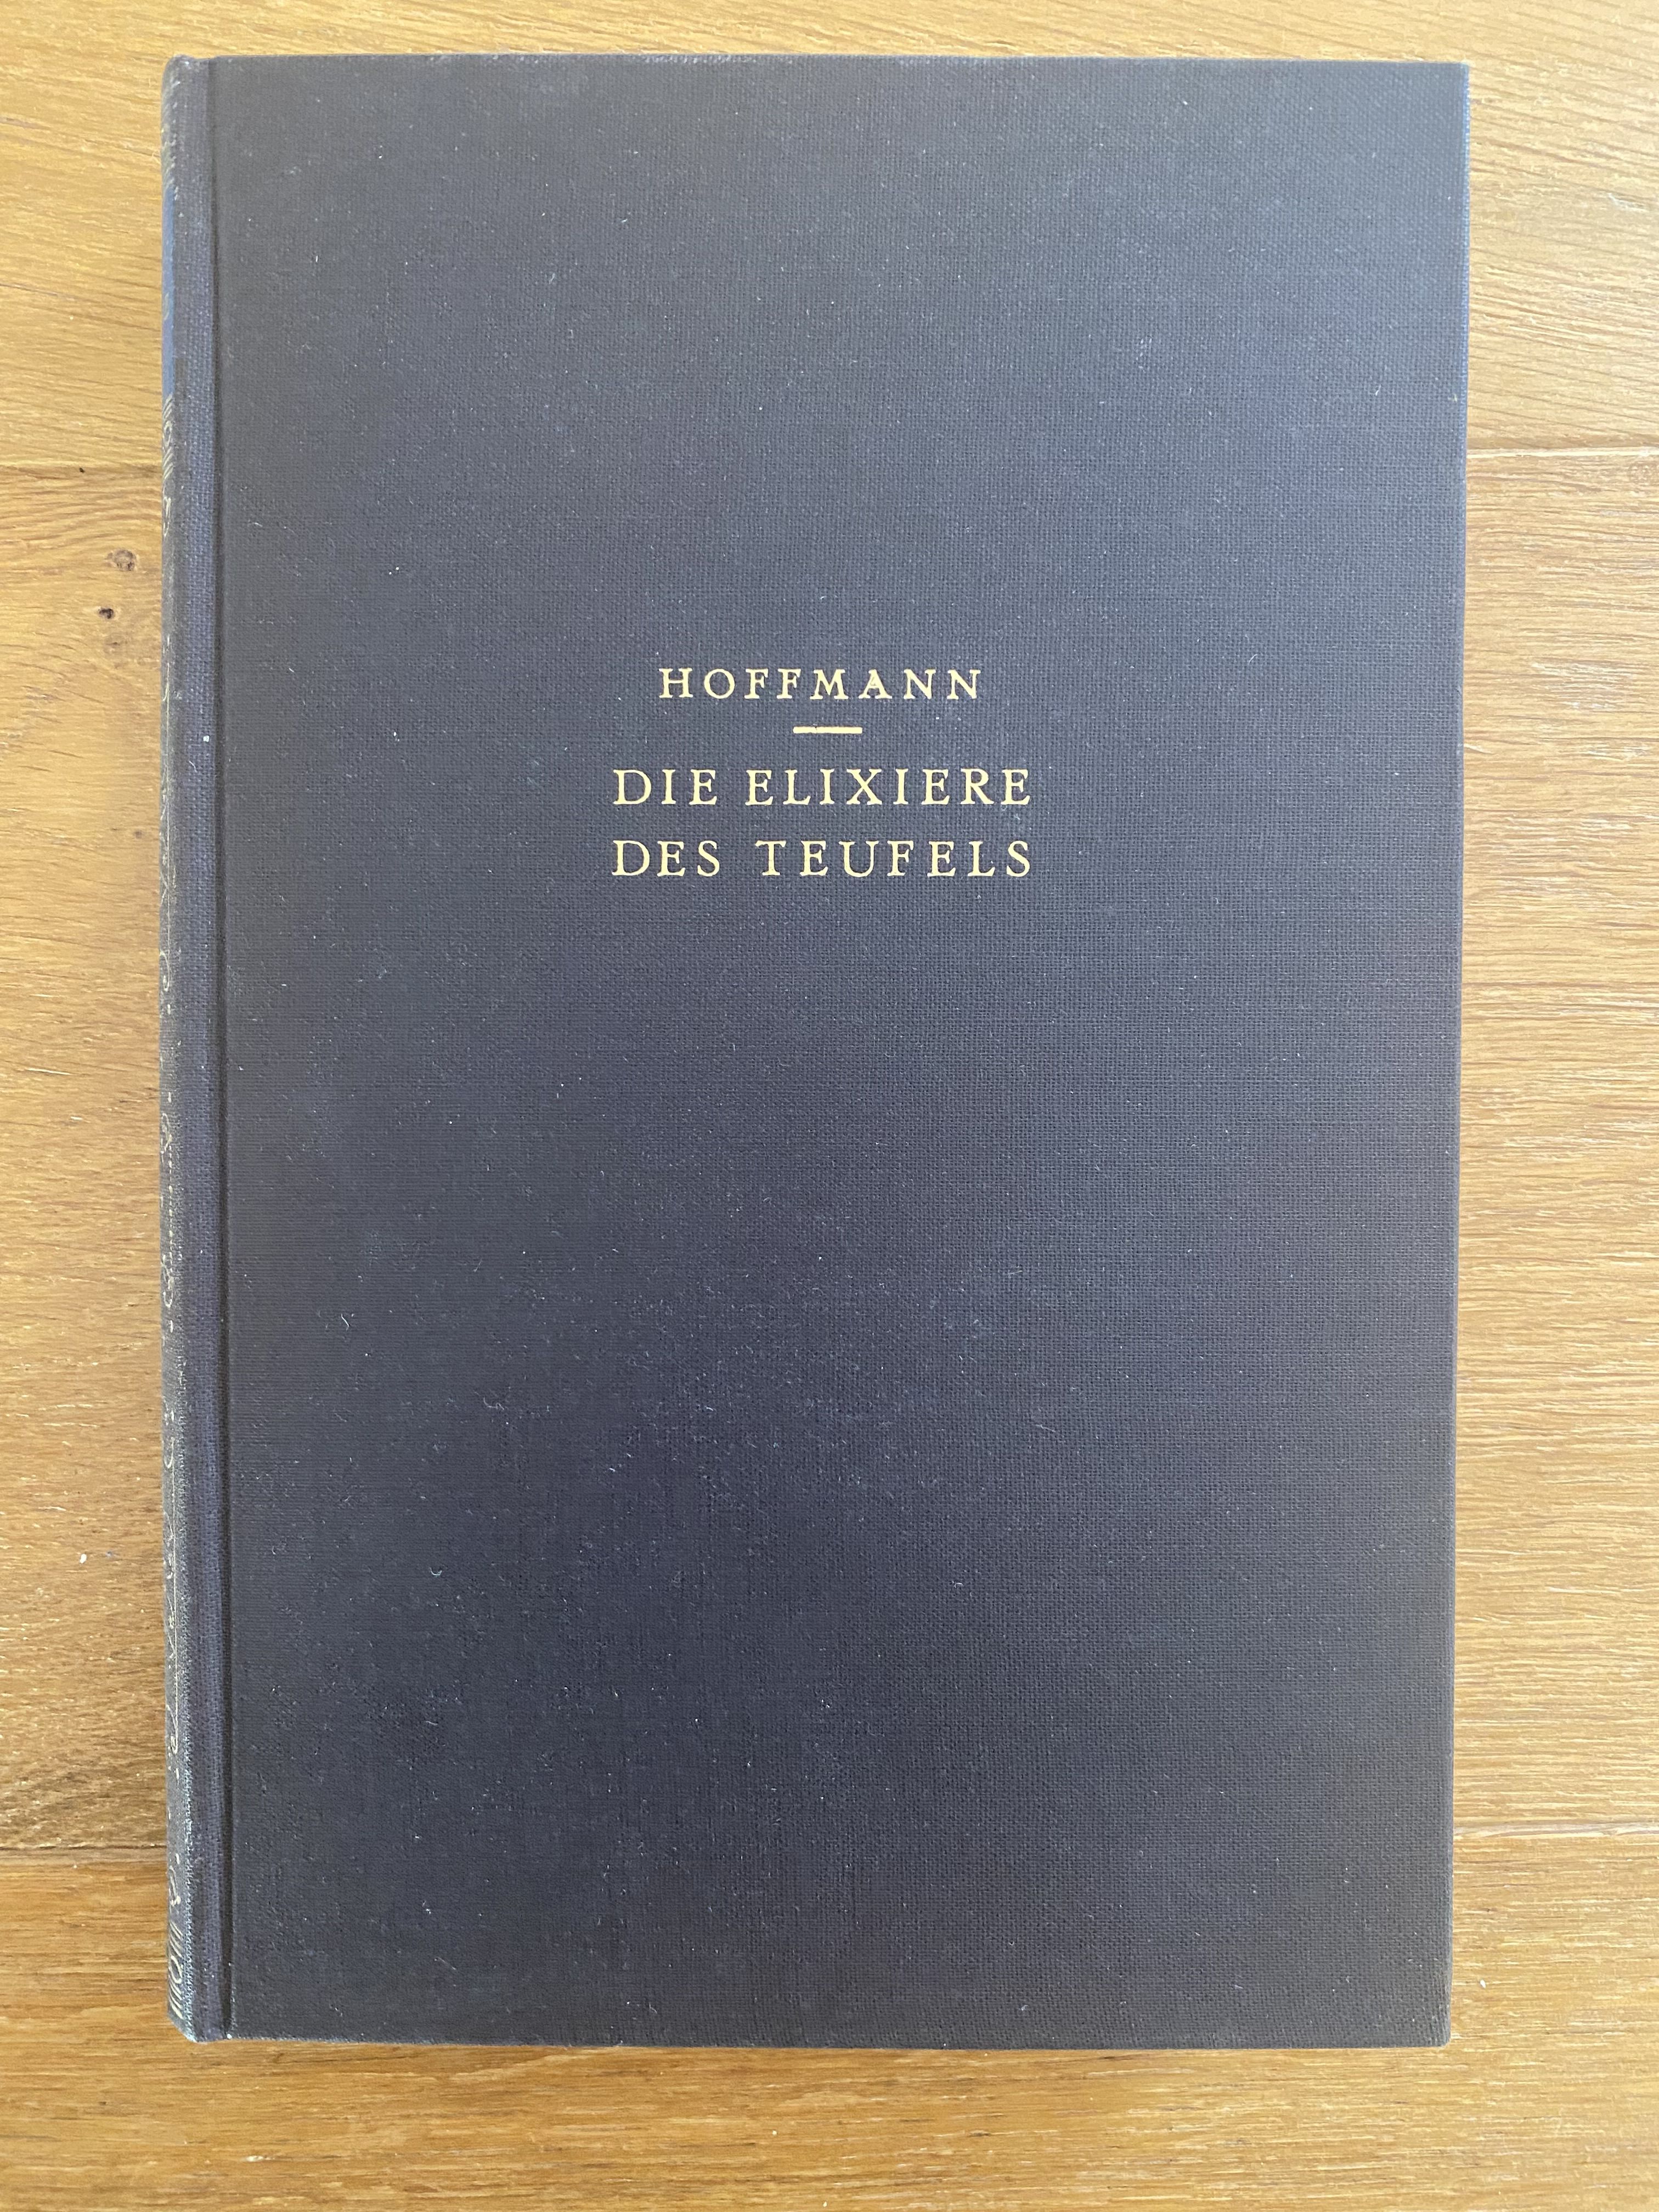 HOFFMANN
DIE ELIXIERE
DES TEUFELS